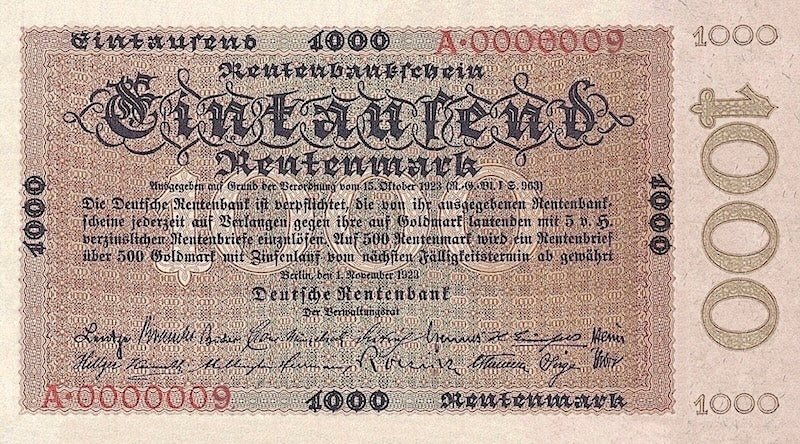 Eintausend 1000 A·0000009 1000
Rentenbankschein
Eintausend
Rentenmark
Ausgegeben auf Grund der Verordnung vom 15. Oktober 1923 (R.-G.-Bl. I S. 963)
Die Deutsche Rentenbank ist verpflichtet, die von ihr ausgegebenen Rentenbank-
scheine jederzeit auf Verlangen gegen ihre auf Goldmark lautenden mit 5 v. H.
verzinslichen Rentenbriefe einzulösen. Auf 500 Rentenmark wird ein Rentenbrief
über 500 Goldmark mit Zinsenlauf vom nächsten Fälligkeitstermin ab gewährt
Berlin, den 1. November 1923
Deutsche Rentenbank
Der Verwaltungsrat
A·0000009 1000 Rentenmark 1000
1000
1000
1000
1000